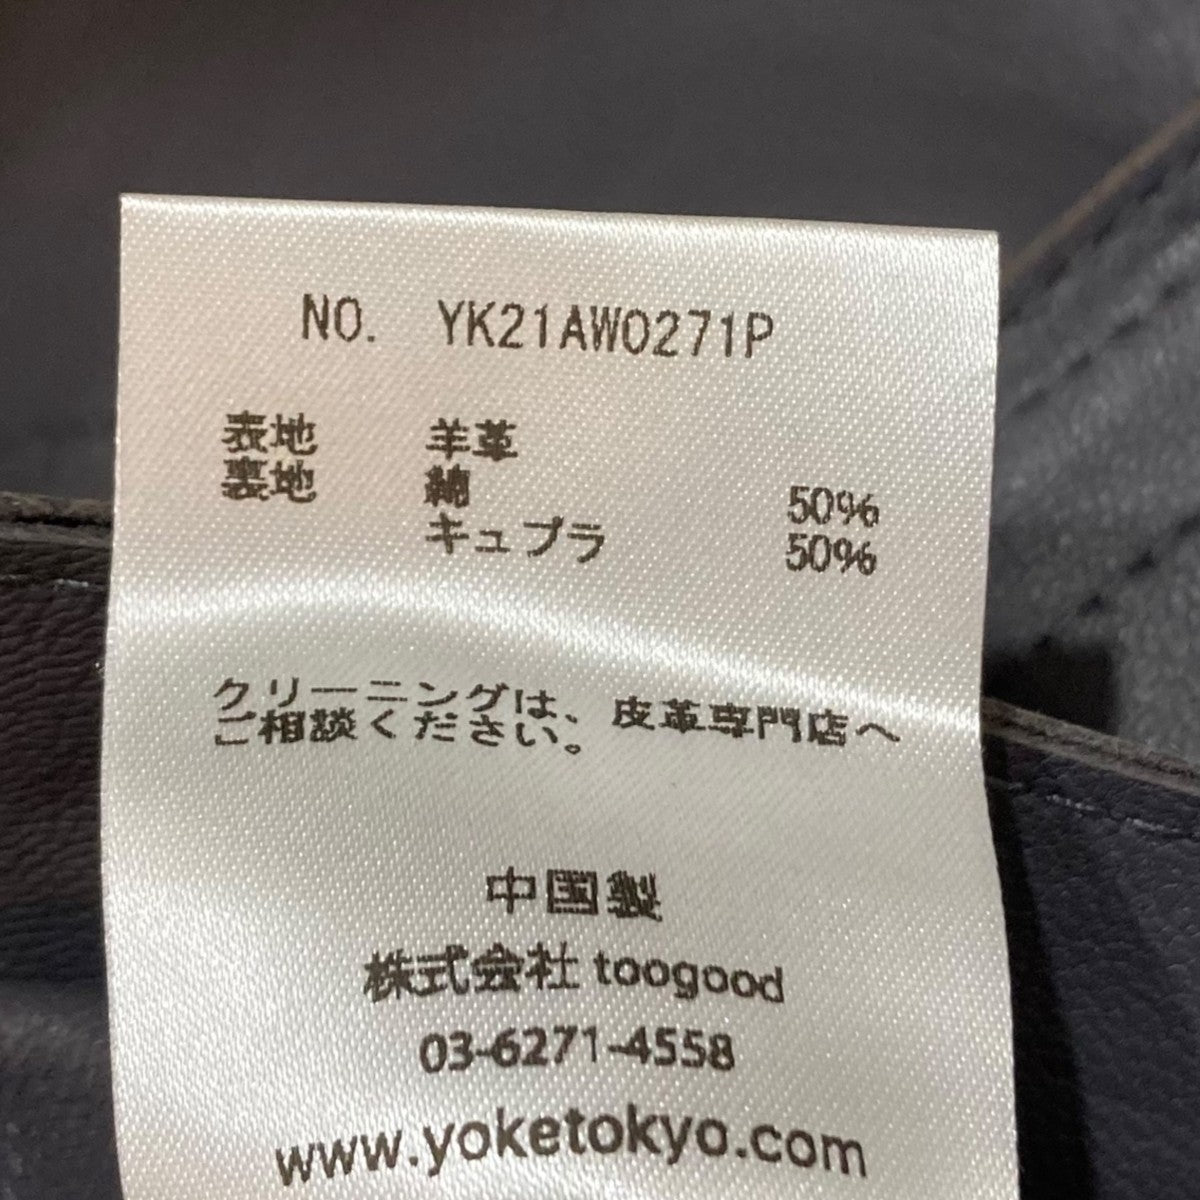 NO. YK21AW0271P
表地 羊革
裏地 綿 50%
キュプラ 50%
クリーニングは、皮革専門店へ
ご相談ください。
中国製
株式会社 toogood
03-6271-4558
www.yoketokyo.com